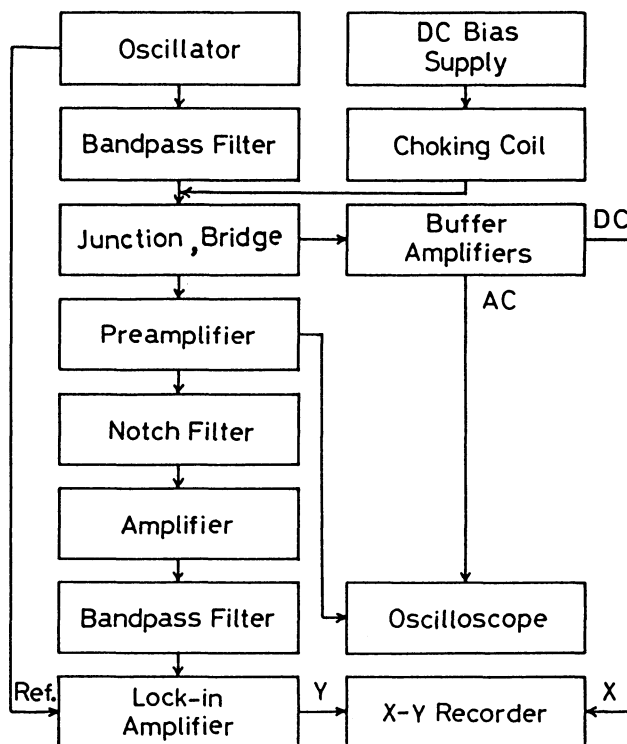 Oscillator
DC Bias
Supply
Bandpass Filter
Choking Coil
Junction, Bridge
Buffer
Amplifiers
DC
AC
Preamplifier
Notch Filter
Amplifier
Bandpass Filter
Oscilloscope
Ref.
Lock-in
Amplifier
Y
X-Y Recorder
X